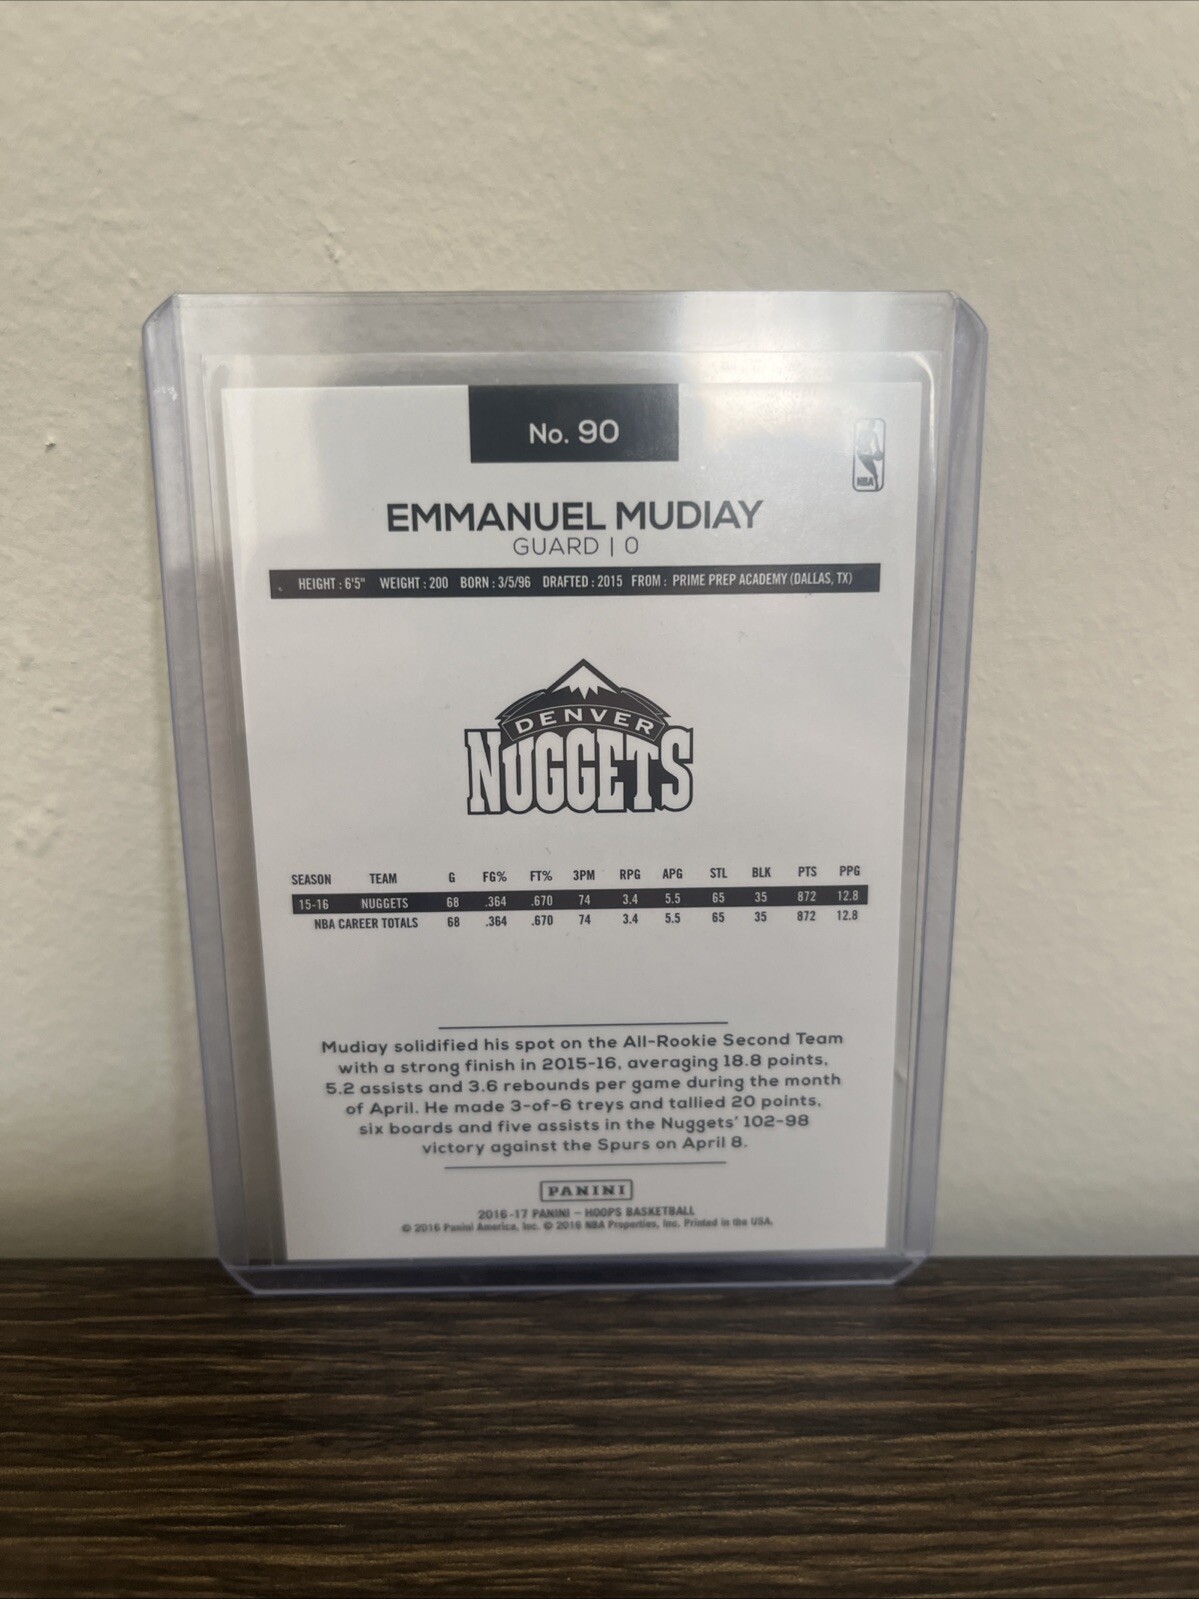 No. 90
NBA
EMMANUEL MUDIAY
GUARD | 0
HEIGHT : 6'5" WEIGHT : 200 BORN : 3/5/96 DRAFTED : 2015 FROM : PRIME PREP ACADEMY (DALLAS, TX)
DENVER
NUGGETS
SEASON TEAM G FG% FT% 3PM RPG APG STL BLK PTS PPG
15-16 NUGGETS 68 .364 .670 74 3.4 5.5 65 35 872 12.8
NBA CAREER TOTALS 68 .364 .670 74 3.4 5.5 65 35 872 12.8
Mudiay solidified his spot on the All-Rookie Second Team
with a strong finish in 2015-16, averaging 18.8 points,
5.2 assists and 3.6 rebounds per game during the month
of April. He made 3-of-6 treys and tallied 20 points,
six boards and five assists in the Nuggets' 102-98
victory against the Spurs on April 8.
PANINI
2016-17 PANINI – HOOPS BASKETBALL
© 2016 Panini America, Inc. © 2016 NBA Properties, Inc. Printed in the USA.